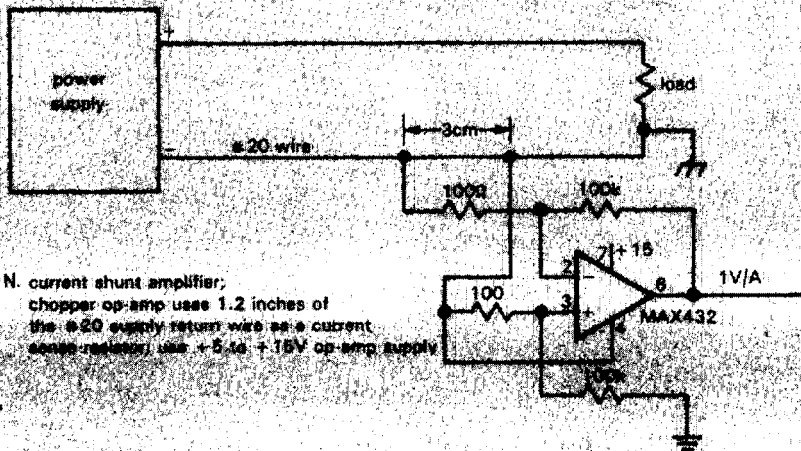 +
power
supply
load
3cm
−
#20 wire
100Ω
100k
7
+15
2
−
6
1V/A
100
3
+
MAX432
4
100k
N. current shunt amplifier;
chopper op-amp uses 1.2 inches of
the #20 supply return wire as a current
sense resistor; use +5 to +15V op-amp supply